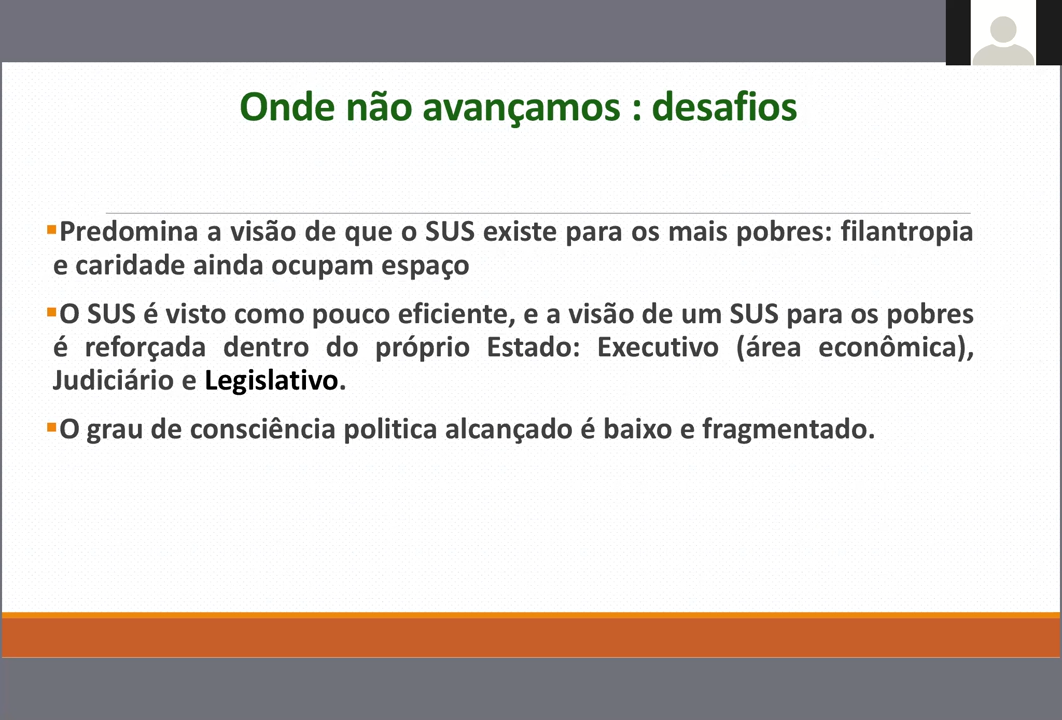 Onde não avançamos : desafios
▪Predomina a visão de que o SUS existe para os mais pobres: filantropia
e caridade ainda ocupam espaço
▪O SUS é visto como pouco eficiente, e a visão de um SUS para os pobres
é reforçada dentro do próprio Estado: Executivo (área econômica),
Judiciário e Legislativo.
▪O grau de consciência politica alcançado é baixo e fragmentado.